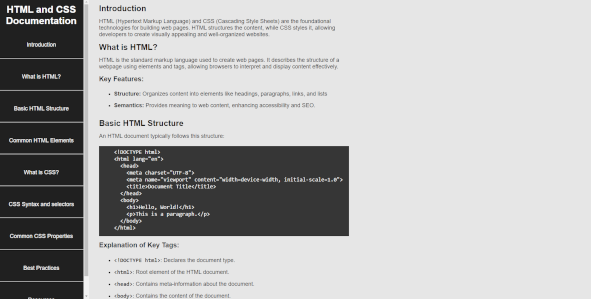 HTML and CSS
Documentation
Introduction
What is HTML?
Basic HTML Structure
Common HTML Elements
What is CSS?
CSS Syntax and selectors
Common CSS Properties
Best Practices
Resources
Introduction
HTML (Hypertext Markup Language) and CSS (Cascading Style Sheets) are the foundational
technologies for building web pages. HTML structures the content, while CSS styles it, allowing
developers to create visually appealing and well-organized websites.
What is HTML?
HTML is the standard markup language used to create web pages. It describes the structure of a
webpage using elements and tags, allowing browsers to interpret and display content effectively.
Key Features:
• Structure: Organizes content into elements like headings, paragraphs, links, and lists
• Semantics: Provides meaning to web content, enhancing accessibility and SEO.
Basic HTML Structure
An HTML document typically follows this structure:
<!DOCTYPE html>
<html lang="en">
<head>
<meta charset="UTF-8">
<meta name="viewport" content="width=device-width, initial-scale=1.0">
<title>Document Title</title>
</head>
<body>
<h1>Hello, World!</h1>
<p>This is a paragraph.</p>
</body>
</html>
Explanation of Key Tags:
• <!DOCTYPE html>: Declares the document type.
• <html>: Root element of the HTML document.
• <head>: Contains meta-information about the document.
• <body>: Contains the content of the document.